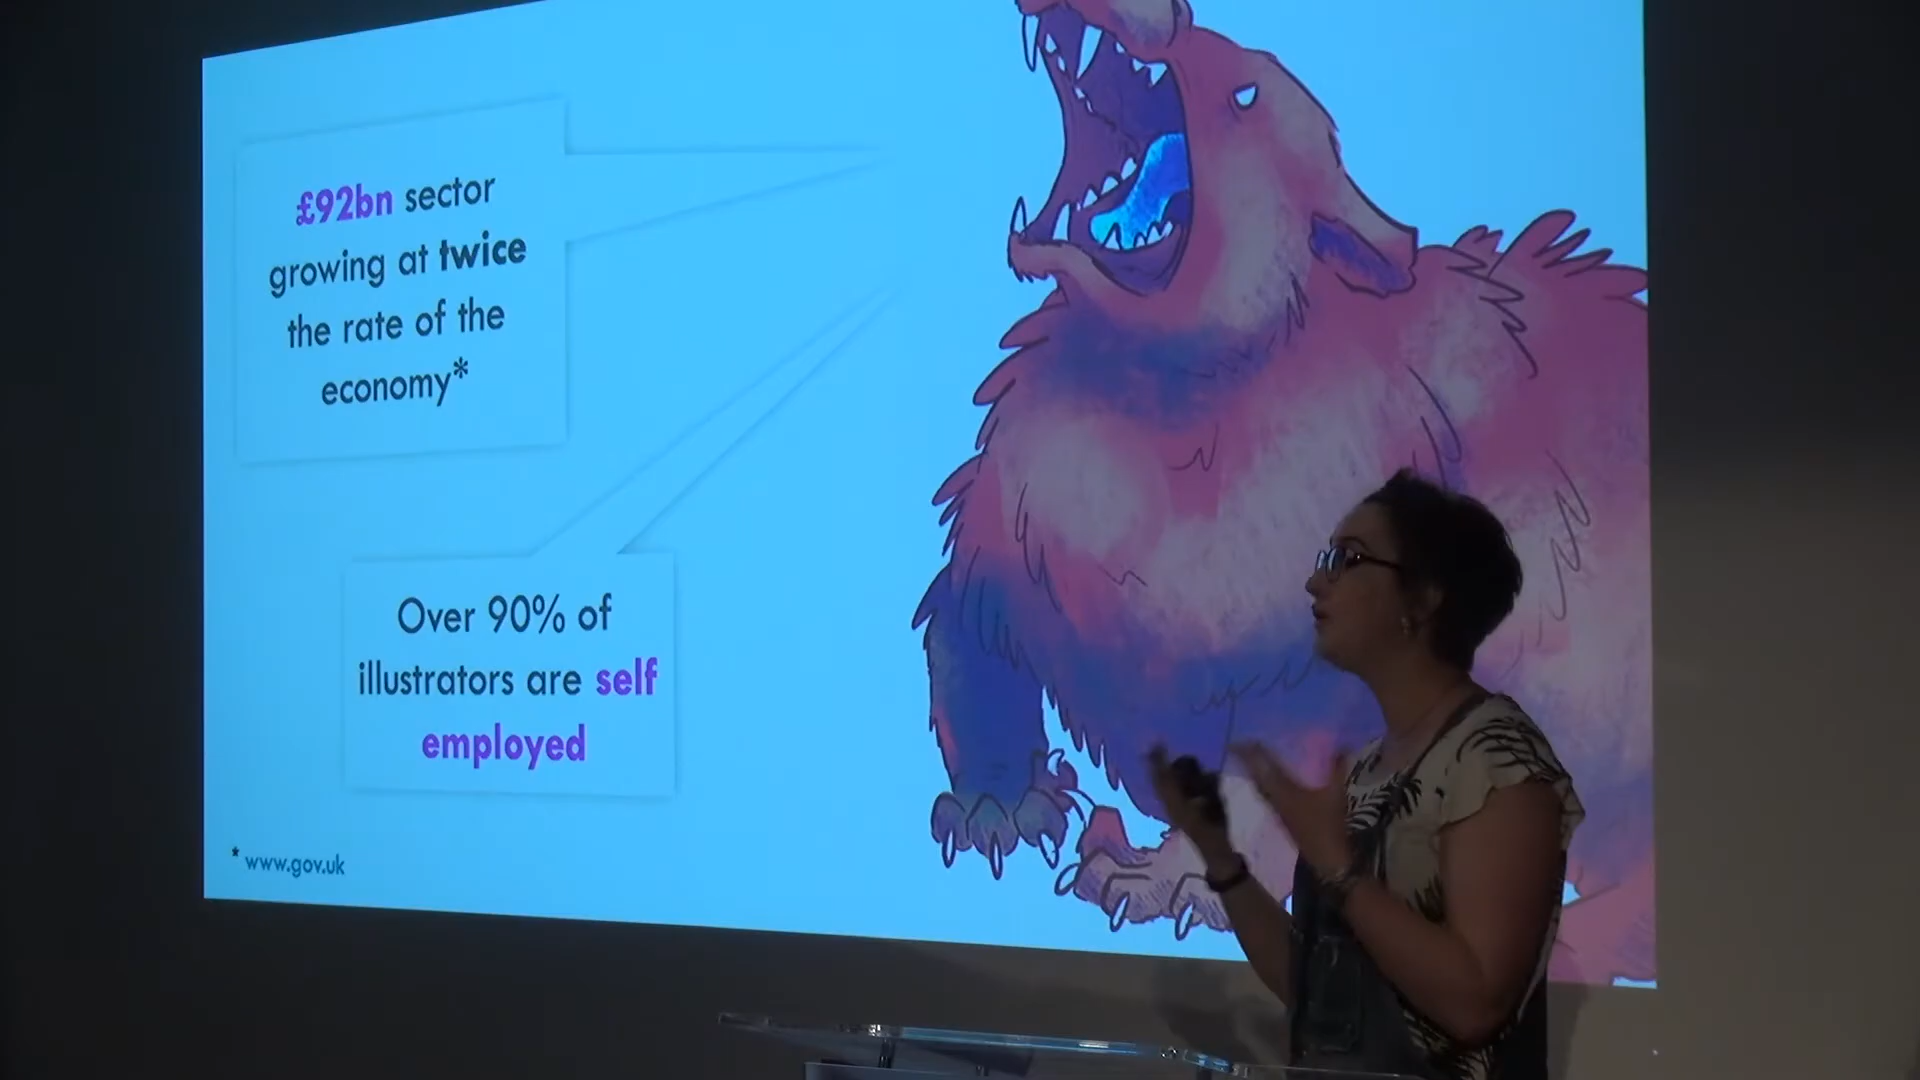 £92bn sector
growing at twice
the rate of the
economy*
Over 90% of
illustrators are self
employed
* www.gov.uk